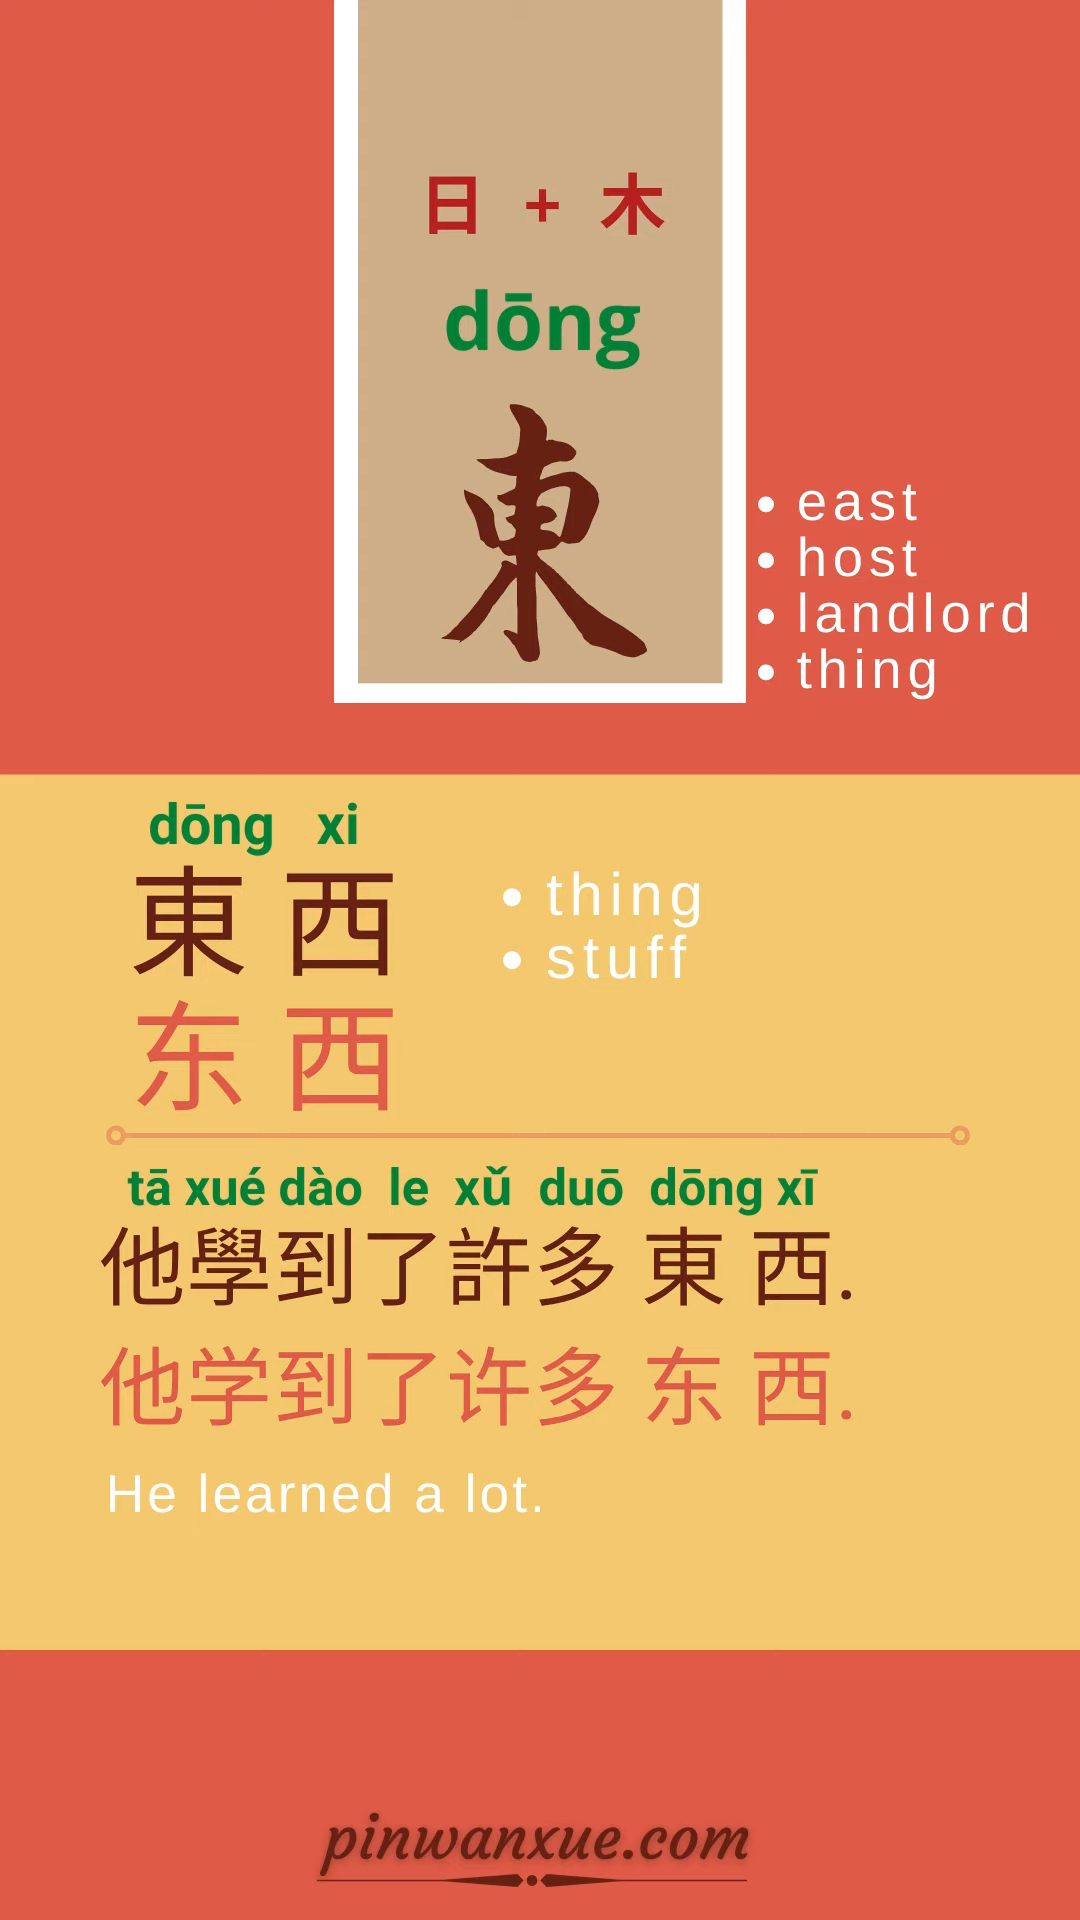 日 + 木
dōng
東
• east
• host
• landlord
• thing
dōng xi
東 西
东 西
• thing
• stuff
tā xué dào le xǔ duō dōng xī
他學到了許多 東 西.
他学到了许多 东 西.
He learned a lot.
pinwanxue.com